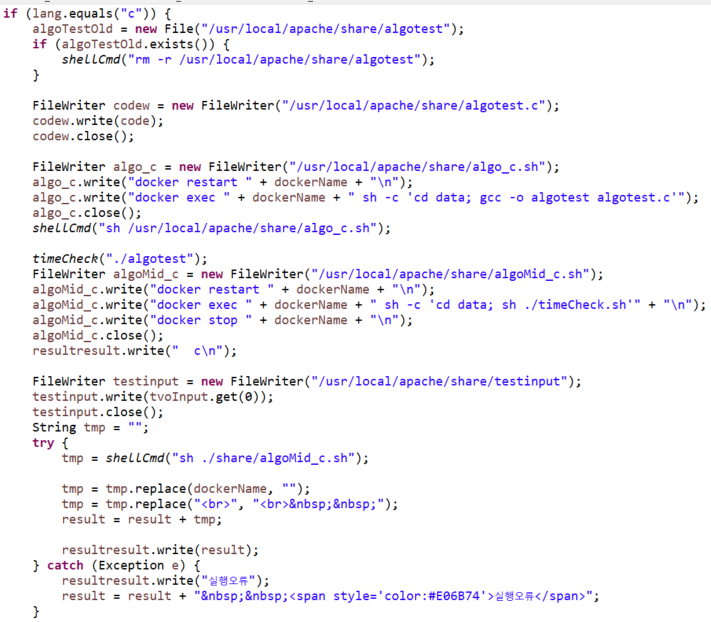 if (lang.equals("c")) {
    algoTestOld = new File("/usr/local/apache/share/algotest");
    if (algoTestOld.exists()) {
        shellCmd("rm -r /usr/local/apache/share/algotest");
    }

    FileWriter codew = new FileWriter("/usr/local/apache/share/algotest.c");
    codew.write(code);
    codew.close();

    FileWriter algo_c = new FileWriter("/usr/local/apache/share/algo_c.sh");
    algo_c.write("docker restart " + dockerName + "\n");
    algo_c.write("docker exec " + dockerName + " sh -c 'cd data; gcc -o algotest algotest.c'");
    algo_c.close();
    shellCmd("sh /usr/local/apache/share/algo_c.sh");

    timeCheck("./algotest");
    FileWriter algoMid_c = new FileWriter("/usr/local/apache/share/algoMid_c.sh");
    algoMid_c.write("docker restart " + dockerName + "\n");
    algoMid_c.write("docker exec " + dockerName + " sh -c 'cd data; sh ./timeCheck.sh'" + "\n");
    algoMid_c.write("docker stop " + dockerName + "\n");
    algoMid_c.close();
    resultresult.write("  c\n");

    FileWriter testinput = new FileWriter("/usr/local/apache/share/testinput");
    testinput.write(tvoInput.get(0));
    testinput.close();
    String tmp = "";
    try {
        tmp = shellCmd("sh ./share/algoMid_c.sh");

        tmp = tmp.replace(dockerName, "");
        tmp = tmp.replace("<br>", "<br>&nbsp;&nbsp;");
        result = result + tmp;

        resultresult.write(result);
    } catch (Exception e) {
        resultresult.write("실행오류");
        result = result + "&nbsp;&nbsp;<span style='color:#E06B74'>실행오류</span>";
    }